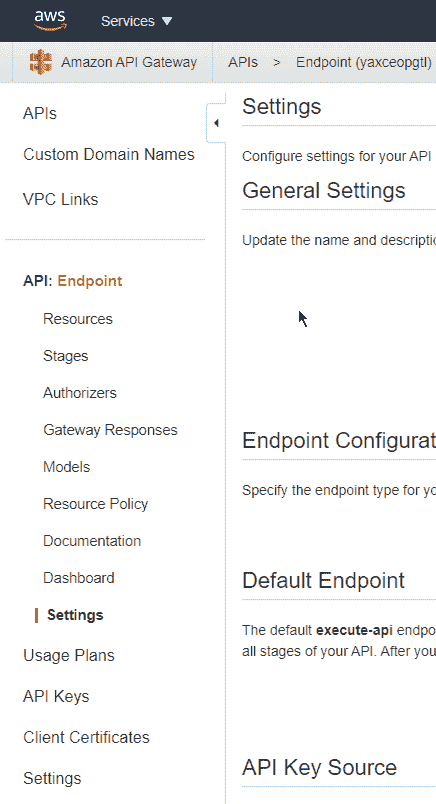 aws
Services
Amazon API Gateway
APIs > Endpoint (yaxceopgtl)
APIs
Custom Domain Names
VPC Links
API: Endpoint
Resources
Stages
Authorizers
Gateway Responses
Models
Resource Policy
Documentation
Dashboard
Settings
Usage Plans
API Keys
Client Certificates
Settings
Settings
Configure settings for your API
General Settings
Update the name and descriptio
Endpoint Configurat
Specify the endpoint type for yo
Default Endpoint
The default execute-api endpo
all stages of your API. After you
API Key Source